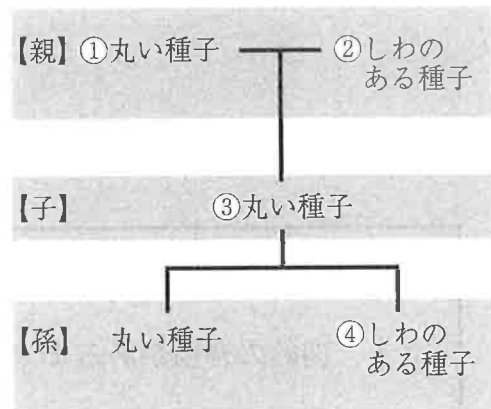 【親】①丸い種子 ②しわの
ある種子
【子】 ③丸い種子
【孫】 丸い種子 ④しわの
ある種子